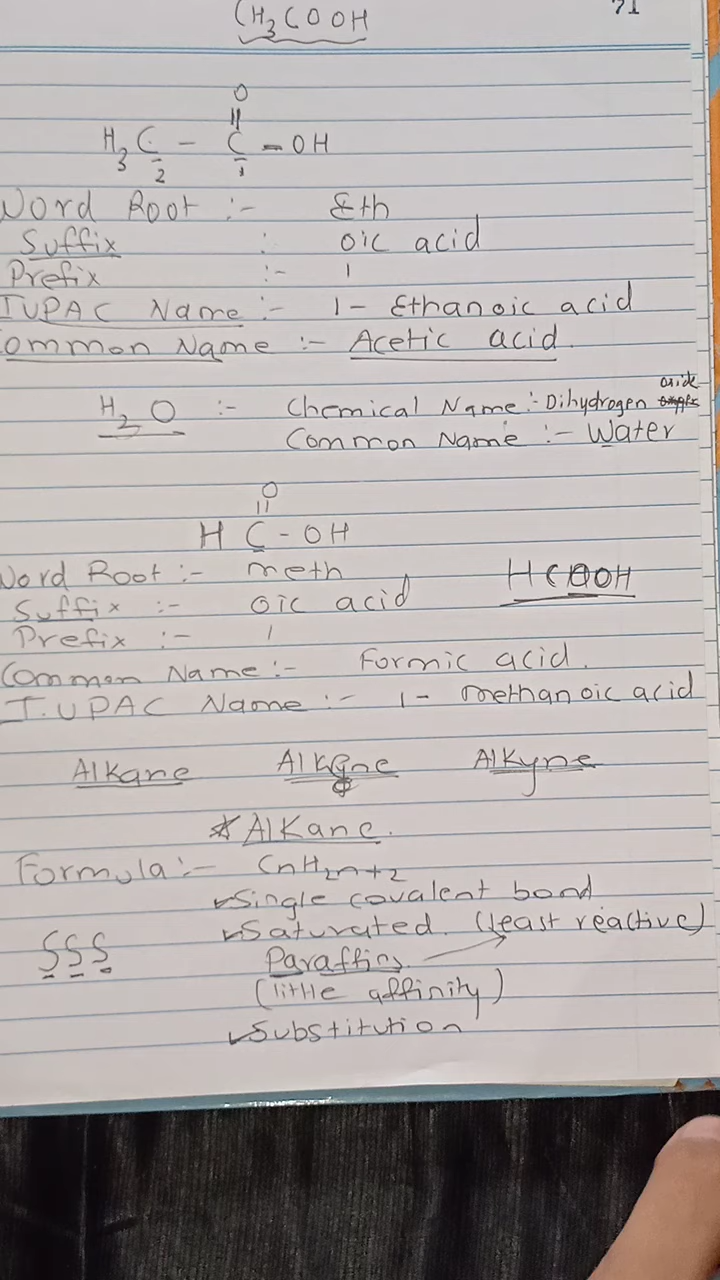 71
CH3COOH
O
||
H3C - C - OH
2 1
Word Root :- Eth
Suffix : oic acid
Prefix :- 1
IUPAC Name :- 1- Ethanoic acid
ommon Name :- Acetic acid.
H2O :- Chemical Name :- Dihydrogen oxide
Common Name :- Water
O
||
H C - OH
Word Root :- meth
HCOOH
Suffix :- oic acid
Prefix :- 1
Common Name :- Formic acid.
I.UPAC Name :- 1- methanoic acid
Alkane Alkene Alkyne
* Alkane.
Formula :- CnH2n+2
✓Single covalent bond
✓Saturated. (least reactive)
SSS
Paraffins
(little affinity)
✓Substitution